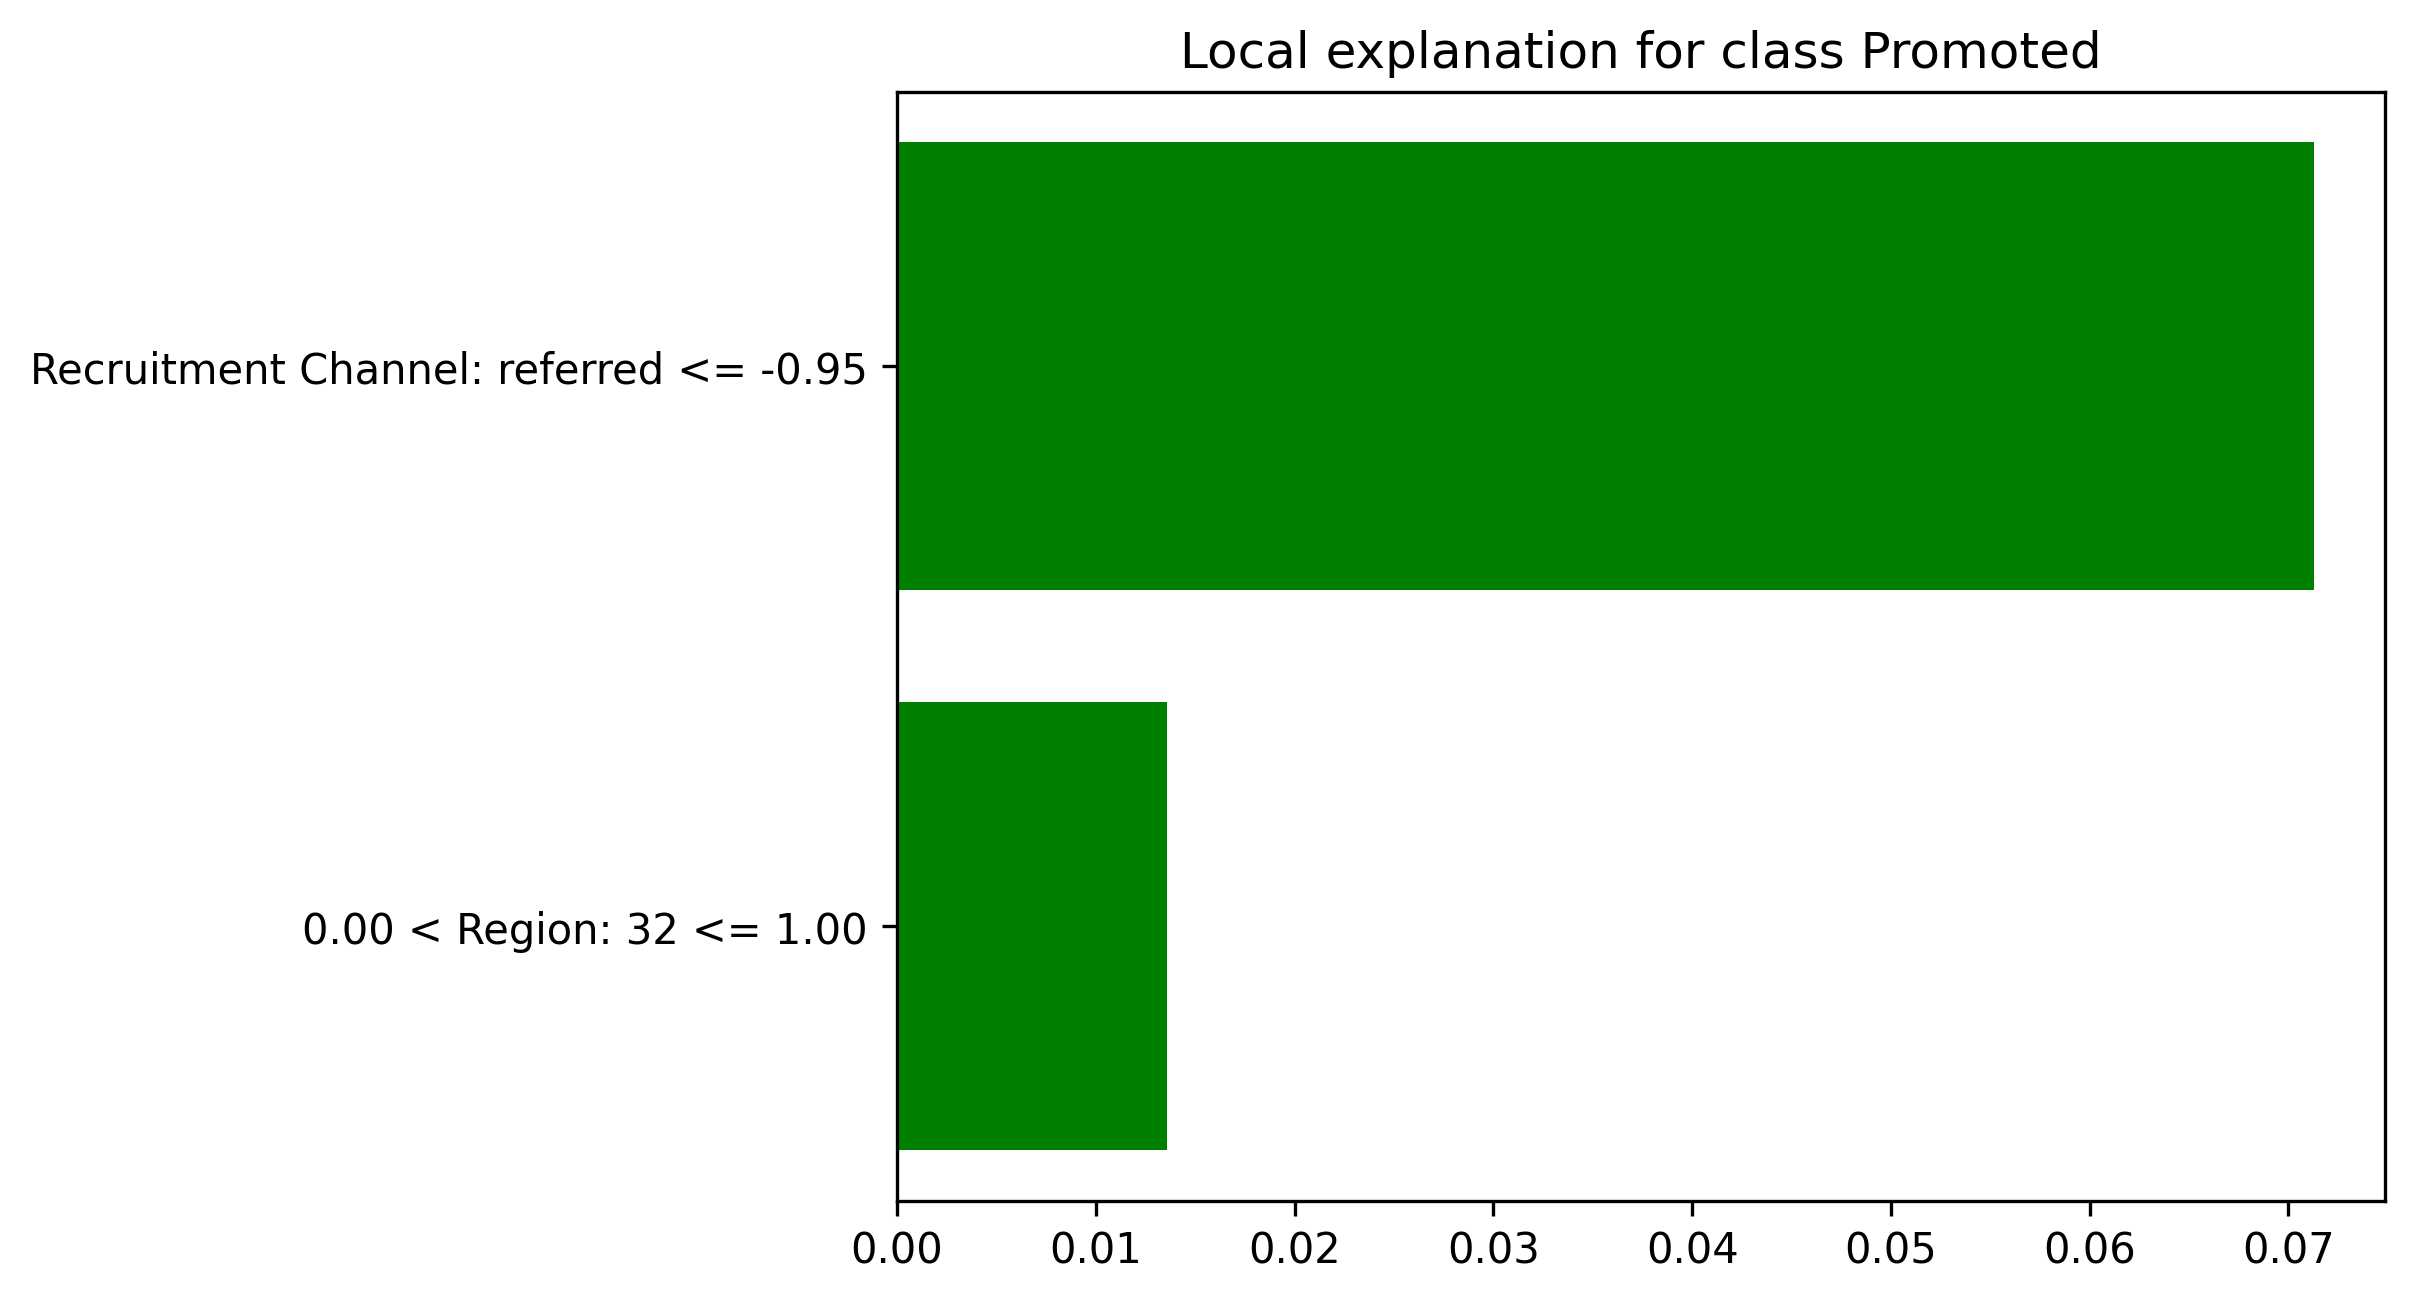 Local explanation for class Promoted
Recruitment Channel: referred <= -0.95
0.00 < Region: 32 <= 1.00
0.00 0.01 0.02 0.03 0.04 0.05 0.06 0.07